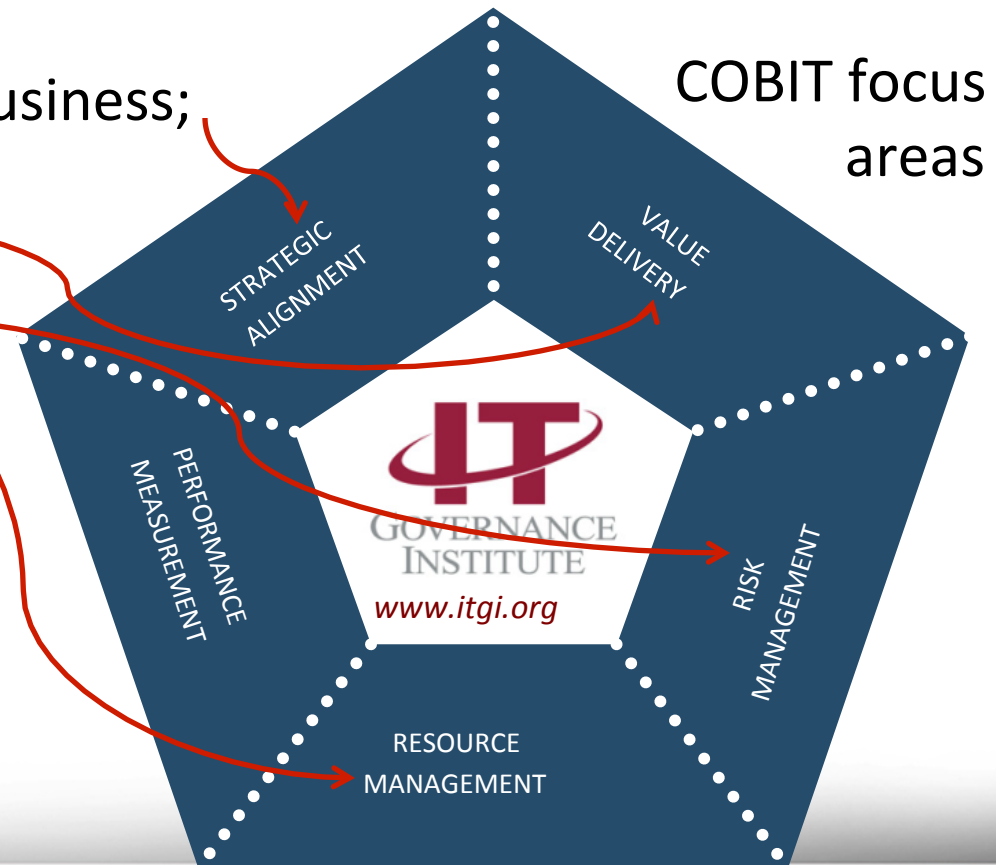 usiness;
COBIT focus
areas
STRATEGIC
ALIGNMENT
VALUE
DELIVERY
PERFORMANCE
MEASUREMENT
IT
GOVERNANCE
INSTITUTE
www.itgi.org
RISK
MANAGEMENT
RESOURCE
MANAGEMENT